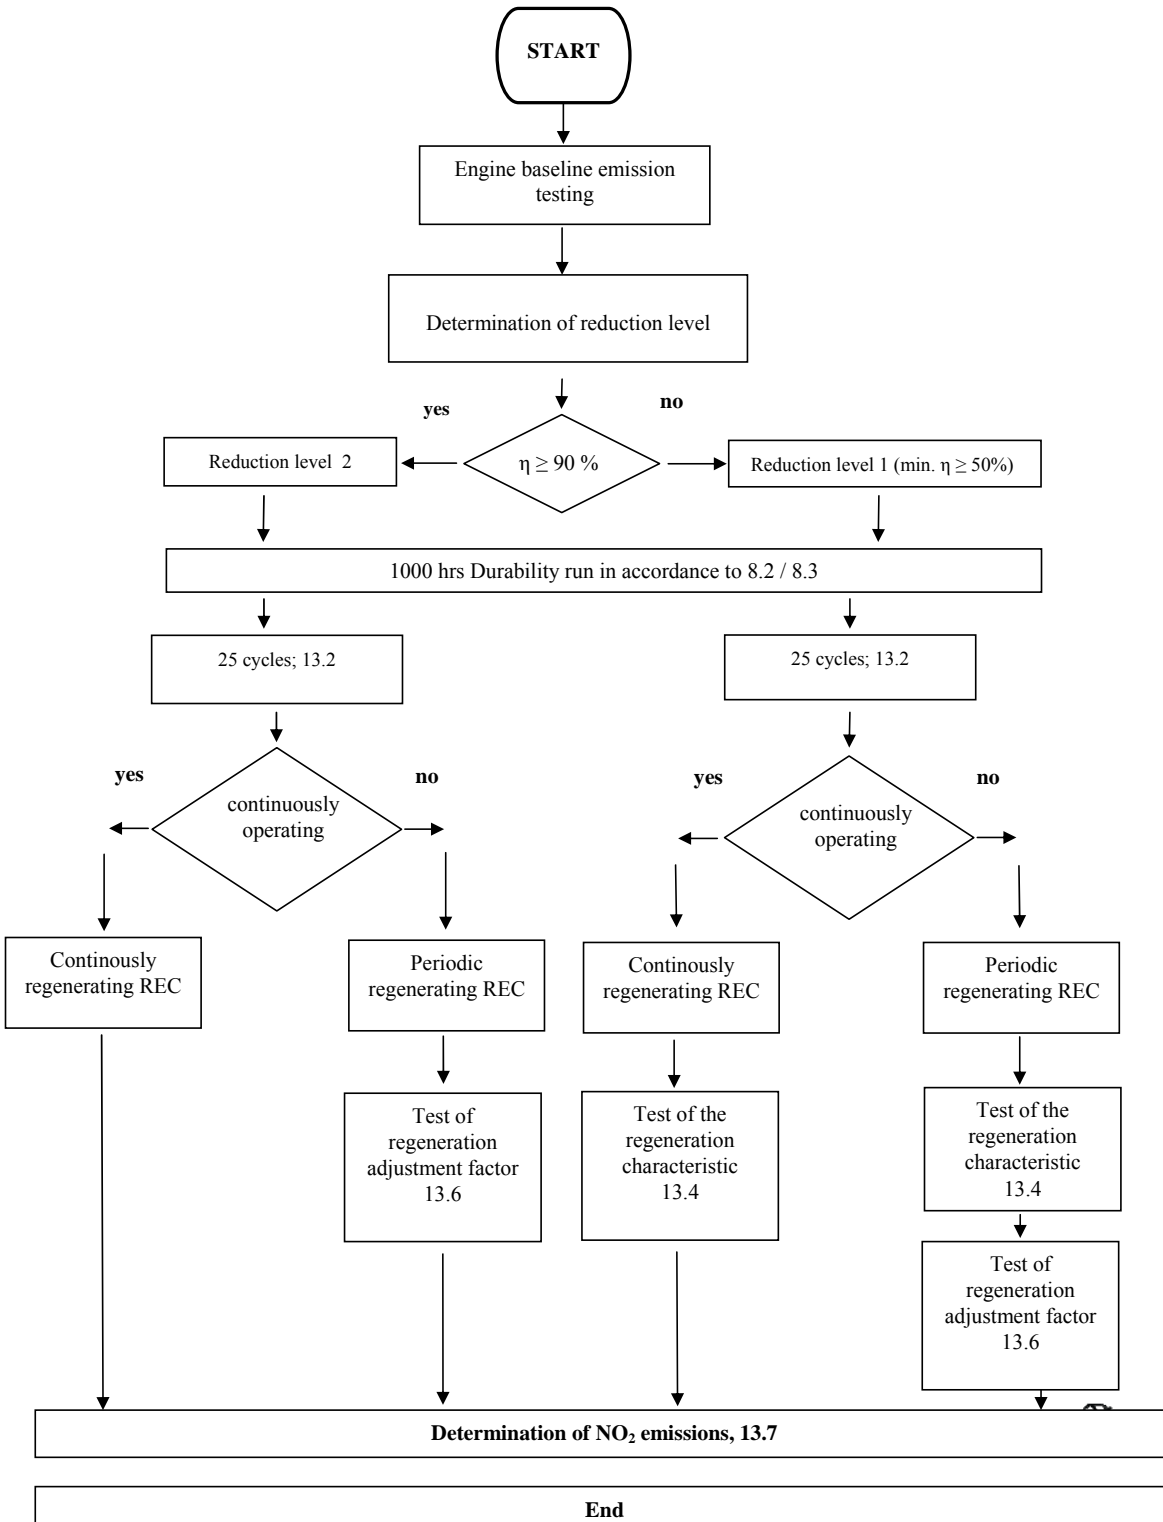 START
Engine baseline emission
testing
Determination of reduction level
yes
no
η ≥ 90 %
Reduction level 2
Reduction level 1 (min. η ≥ 50%)
1000 hrs Durability run in accordance to 8.2 / 8.3
25 cycles; 13.2
25 cycles; 13.2
yes
no
continuously
operating
yes
no
continuously
operating
Continously
regenerating REC
Periodic
regenerating REC
Continously
regenerating REC
Periodic
regenerating REC
Test of
regeneration
adjustment factor
13.6
Test of the
regeneration
characteristic
13.4
Test of the
regeneration
characteristic
13.4
Test of
regeneration
adjustment factor
13.6
Determination of NO₂ emissions, 13.7
End